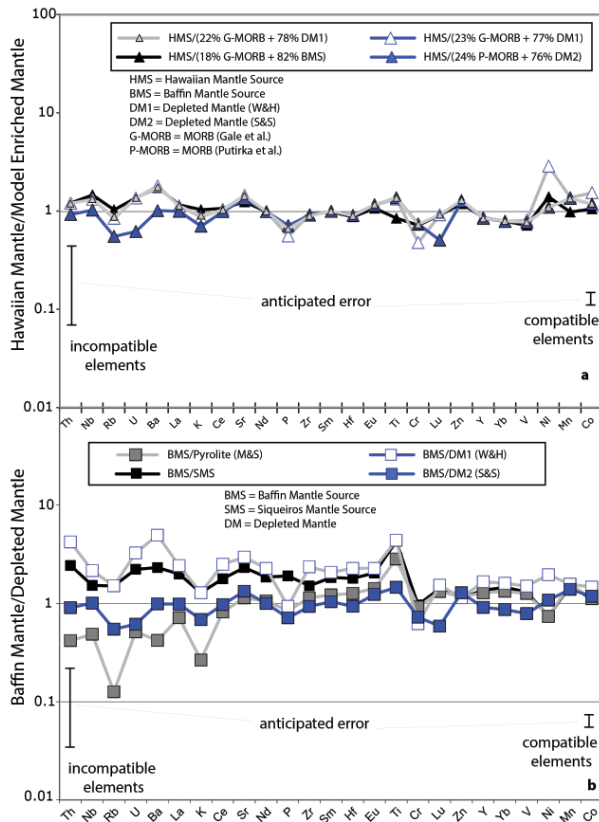 a
HMS/(22% G-MORB + 78% DM1)
HMS/(23% G-MORB + 77% DM1)
HMS/(18% G-MORB + 82% BMS)
HMS/(24% P-MORB + 76% DM2)
HMS = Hawaiian Mantle Source
BMS = Baffin Mantle Source
DM1= Depleted Mantle (W&H)
DM2 = Depleted Mantle (S&S)
G-MORB = MORB (Gale et al.)
P-MORB = MORB (Putirka et al.)
Hawaiian Mantle/Model Enriched Mantle
100
10
1
0.1
0.01
anticipated error
incompatible
elements
compatible
elements
a
Th Nb Rb U Ba La K Ce Sr Nd P Zr Sm Hf Eu Ti Cr Lu Zn Y Yb V Ni Mn Co
BMS/Pyrolite (M&S)
BMS/DM1 (W&H)
BMS/SMS
BMS/DM2 (S&S)
BMS = Baffin Mantle Source
SMS = Siqueiros Mantle Source
DM = Depleted Mantle
Baffin Mantle/Depleted Mantle
10
1
0.1
0.01
anticipated error
incompatible
elements
compatible
elements
b
Th Nb Rb U Ba La K Ce Sr Nd P Zr Sm Hf Eu Ti Cr Lu Zn Y Yb V Ni Mn Co